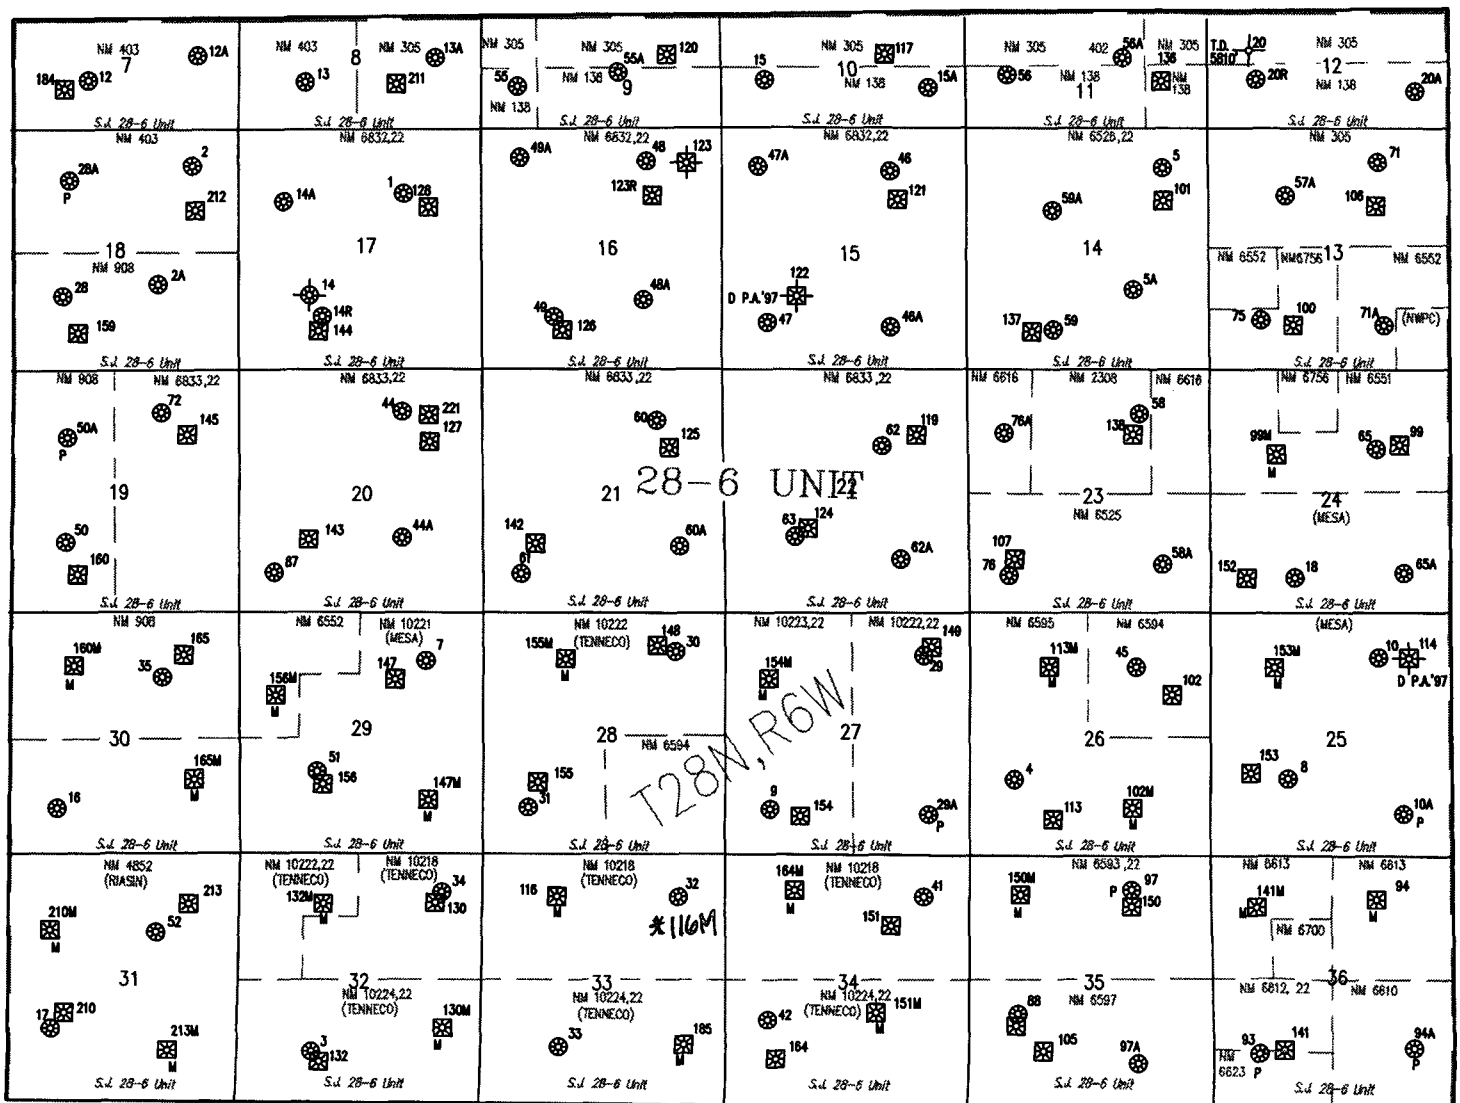 NM 403
7
12A
12
184
S.J. 28-6 Unit
NM 403
8
NM 305
13A
13
211
S.J. 28-6 Unit
NM 305
NM 305
120
55A
55
NM 138
9
NM 138
S.J. 28-6 Unit
NM 305
117
15
10
NM 138
15A
S.J. 28-6 Unit
NM 305
402
56A
NM 305
136
56
NM 138
11
NM 138
S.J. 28-6 Unit
T.D. 5810'
20
NM 305
12
20R
NM 138
20A
S.J. 28-6 Unit
NM 403
2
28A
P
212
18
NM 908
2A
28
159
S.J. 28-6 Unit
NM 6832,22
1
128
14A
17
14
14R
144
S.J. 28-6 Unit
NM 6832,22
49A
48
123
123R
16
48A
49
126
S.J. 28-6 Unit
NM 6832,22
47A
46
121
15
122
D P.A.'97
47
46A
S.J. 28-6 Unit
NM 6528,22
5
101
59A
14
5A
137
59
S.J. 28-6 Unit
NM 305
71
57A
106
NM 6552
NM6756
13
NM 6552
75
100
71A
(NWPC)
S.J. 28-6 Unit
NM 908
NM 6833,22
72
145
50A
P
19
50
160
S.J. 28-6 Unit
NM 6833,22
44
221
127
20
143
44A
87
S.J. 28-6 Unit
NM 6833,22
60
125
21
28-6 UNIT
142
60A
61
S.J. 28-6 Unit
NM 6833,22
62
119
22
124
63
62A
S.J. 28-6 Unit
NM 6616
NM 2308
NM 6616
58
76A
138
23
NM 6525
107
76
58A
S.J. 28-6 Unit
NM 6756
NM 6551
99M
M
65
99
24
(MESA)
152
18
65A
S.J. 28-6 Unit
NM 908
160M
M
165
35
30
165M
M
16
S.J. 28-6 Unit
NM 6552
NM 10221
(MESA)
7
147
156M
M
29
51
156
147M
M
S.J. 28-6 Unit
NM 10222
(TENNECO)
155M
M
148
30
28
NM 6594
155
31
S.J. 28-6 Unit
T28N,R6W
NM 10223,22
NM 10222,22
149
29
154M
M
27
9
154
29A
P
S.J. 28-6 Unit
NM 6595
NM 6594
113M
M
45
102
26
4
113
102M
M
S.J. 28-6 Unit
(MESA)
153M
M
10
114
D P.A.'97
25
153
8
10A
P
S.J. 28-6 Unit
NM 4852
(RIASIN)
213
210M
M
52
31
17
210
213M
M
S.J. 28-6 Unit
NM 10222,22
(TENNECO)
NM 10218
(TENNECO)
132M
M
34
130
32
NM 10224,22
(TENNECO)
130M
M
3
132
S.J. 28-6 Unit
NM 10218
(TENNECO)
116
M
32
*116M
33
NM 10224,22
(TENNECO)
33
185
M
S.J. 28-6 Unit
164M
M
NM 10218
(TENNECO)
41
151
34
NM 10224,22
(TENNECO)
151M
M
42
164
S.J. 28-6 Unit
NM 6593,22
150M
M
P
97
150
35
NM 6597
88
105
97A
S.J. 28-6 Unit
NM 6613
NM 6613
141M
M
94
M
NM 6700
36
NM 6612, 22
NM 6610
93
P
141
94A
P
NM 6623
S.J. 28-6 Unit